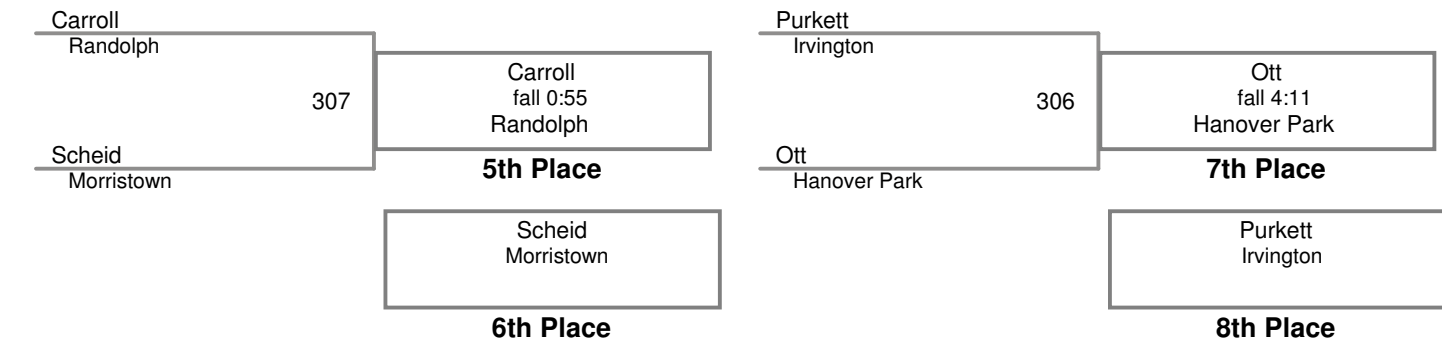 Carroll
Randolph
307
Scheid
Morristown
Carroll
fall 0:55
Randolph
5th Place
Scheid
Morristown
6th Place
Purkett
Irvington
306
Ott
Hanover Park
Ott
fall 4:11
Hanover Park
7th Place
Purkett
Irvington
8th Place